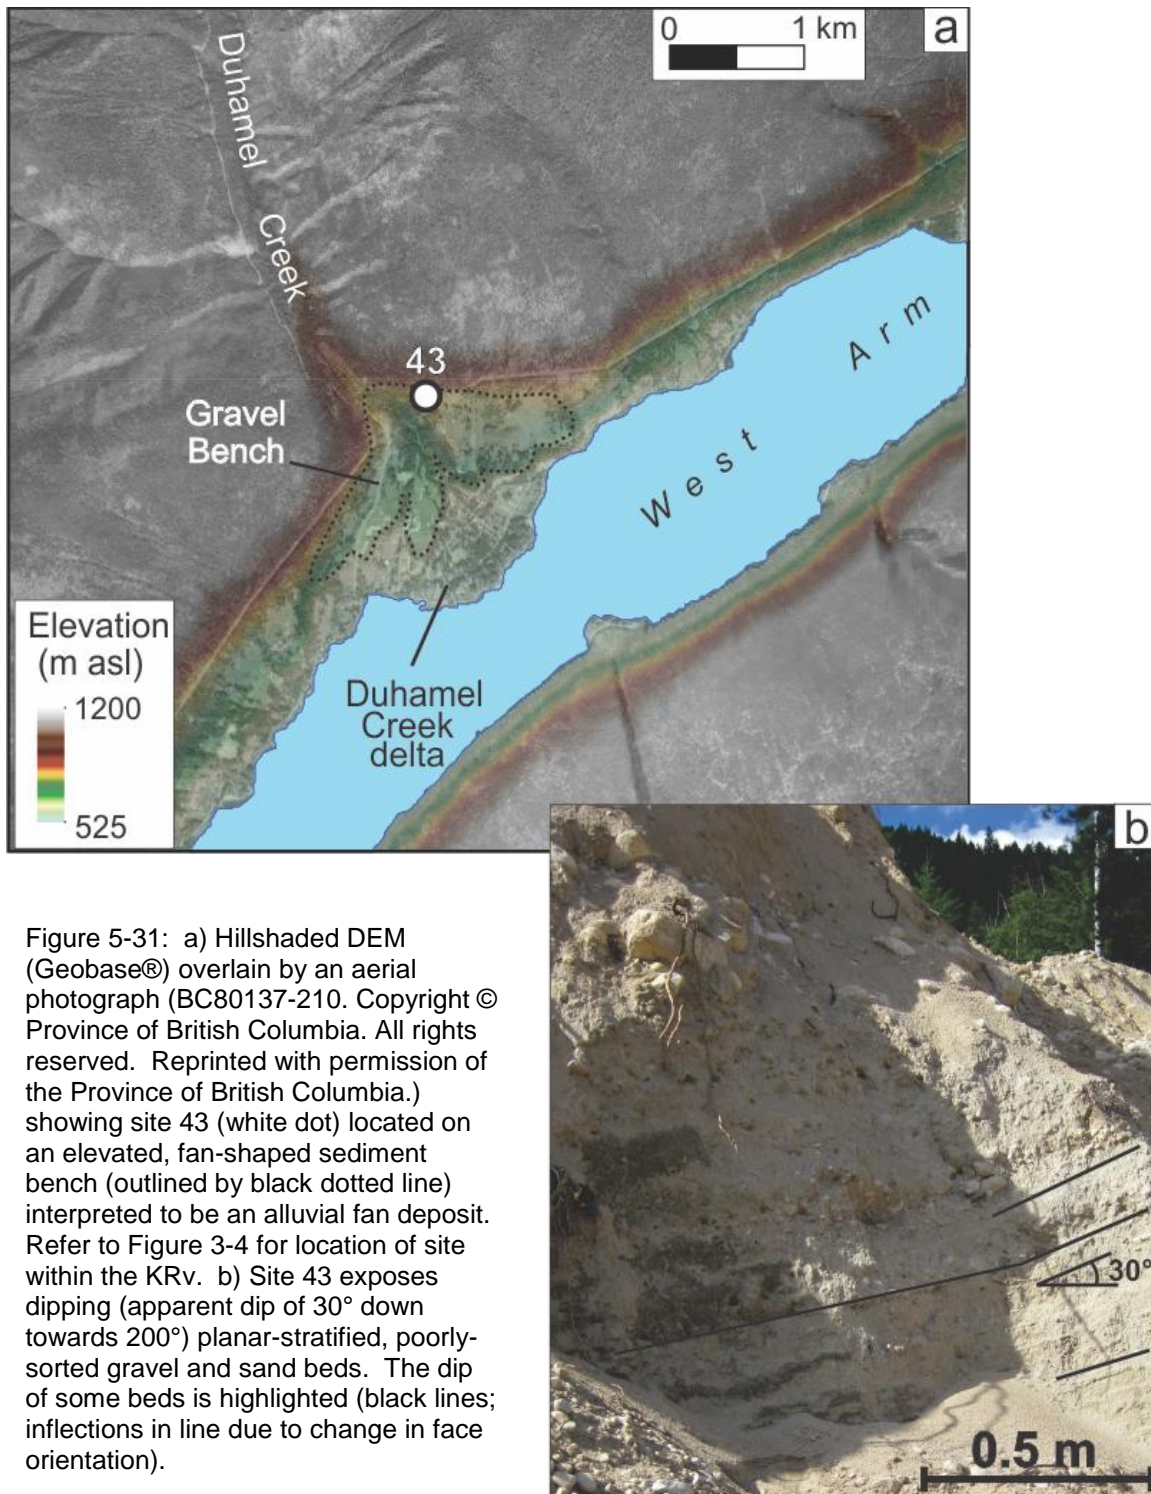 a
0 1 km
Duhamel
Creek
43
Gravel
Bench
West Arm
Elevation
(m asl)
1200
525
Duhamel
Creek
delta
b
30°
0.5 m
Figure 5-31:  a) Hillshaded DEM
(Geobase®) overlain by an aerial
photograph (BC80137-210. Copyright ©
Province of British Columbia. All rights
reserved.  Reprinted with permission of
the Province of British Columbia.)
showing site 43 (white dot) located on
an elevated, fan-shaped sediment
bench (outlined by black dotted line)
interpreted to be an alluvial fan deposit.
Refer to Figure 3-4 for location of site
within the KRv.  b) Site 43 exposes
dipping (apparent dip of 30° down
towards 200°) planar-stratified, poorly-
sorted gravel and sand beds.  The dip
of some beds is highlighted (black lines;
inflections in line due to change in face
orientation).